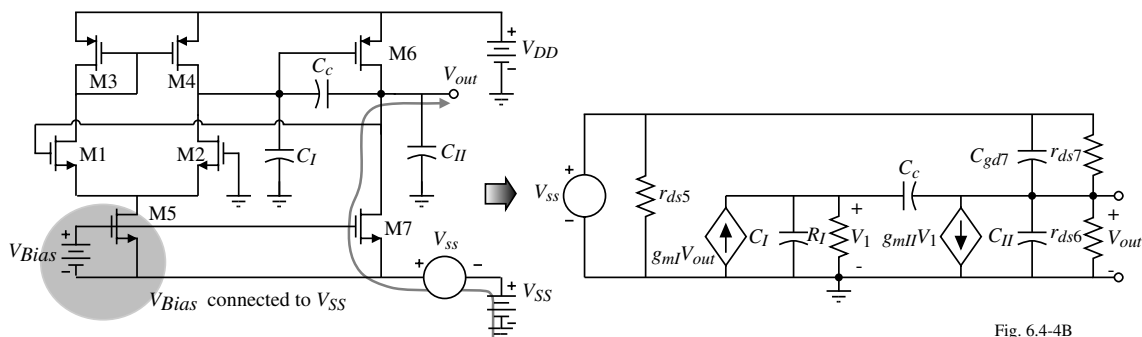 M3
M4
M6
V_DD
+
-
V_out
C_c
M1
M2
C_I
C_II
M5
M7
V_Bias
+
-
V_ss
+
-
V_SS
+
-
V_Bias connected to V_SS
V_ss
+
-
r_ds5
g_mI V_out
C_I
R_I
+
V_1
-
C_c
g_mII V_1
C_gd7
r_ds7
C_II
r_ds6
+
V_out
-
Fig. 6.4-4B